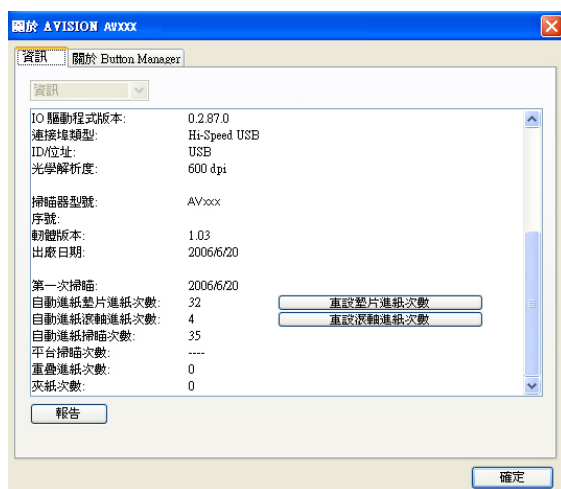 關於 AVISION AVXXX
資訊 關於 Button Manager
資訊
IO 驅動程式版本: 0.2.87.0
連接埠類型: Hi-Speed USB
ID/位址: USB
光學解析度: 600 dpi
掃瞄器型號: AVxxx
序號:
韌體版本: 1.03
出廠日期: 2006/6/20
第一次掃瞄: 2006/6/20
自動進紙墊片進紙次數: 32 重設墊片進紙次數
自動進紙滾軸進紙次數: 4 重設滾軸進紙次數
自動進紙掃瞄次數: 35
平台掃瞄次數: ----
重疊進紙次數: 0
夾紙次數: 0
報告
確定